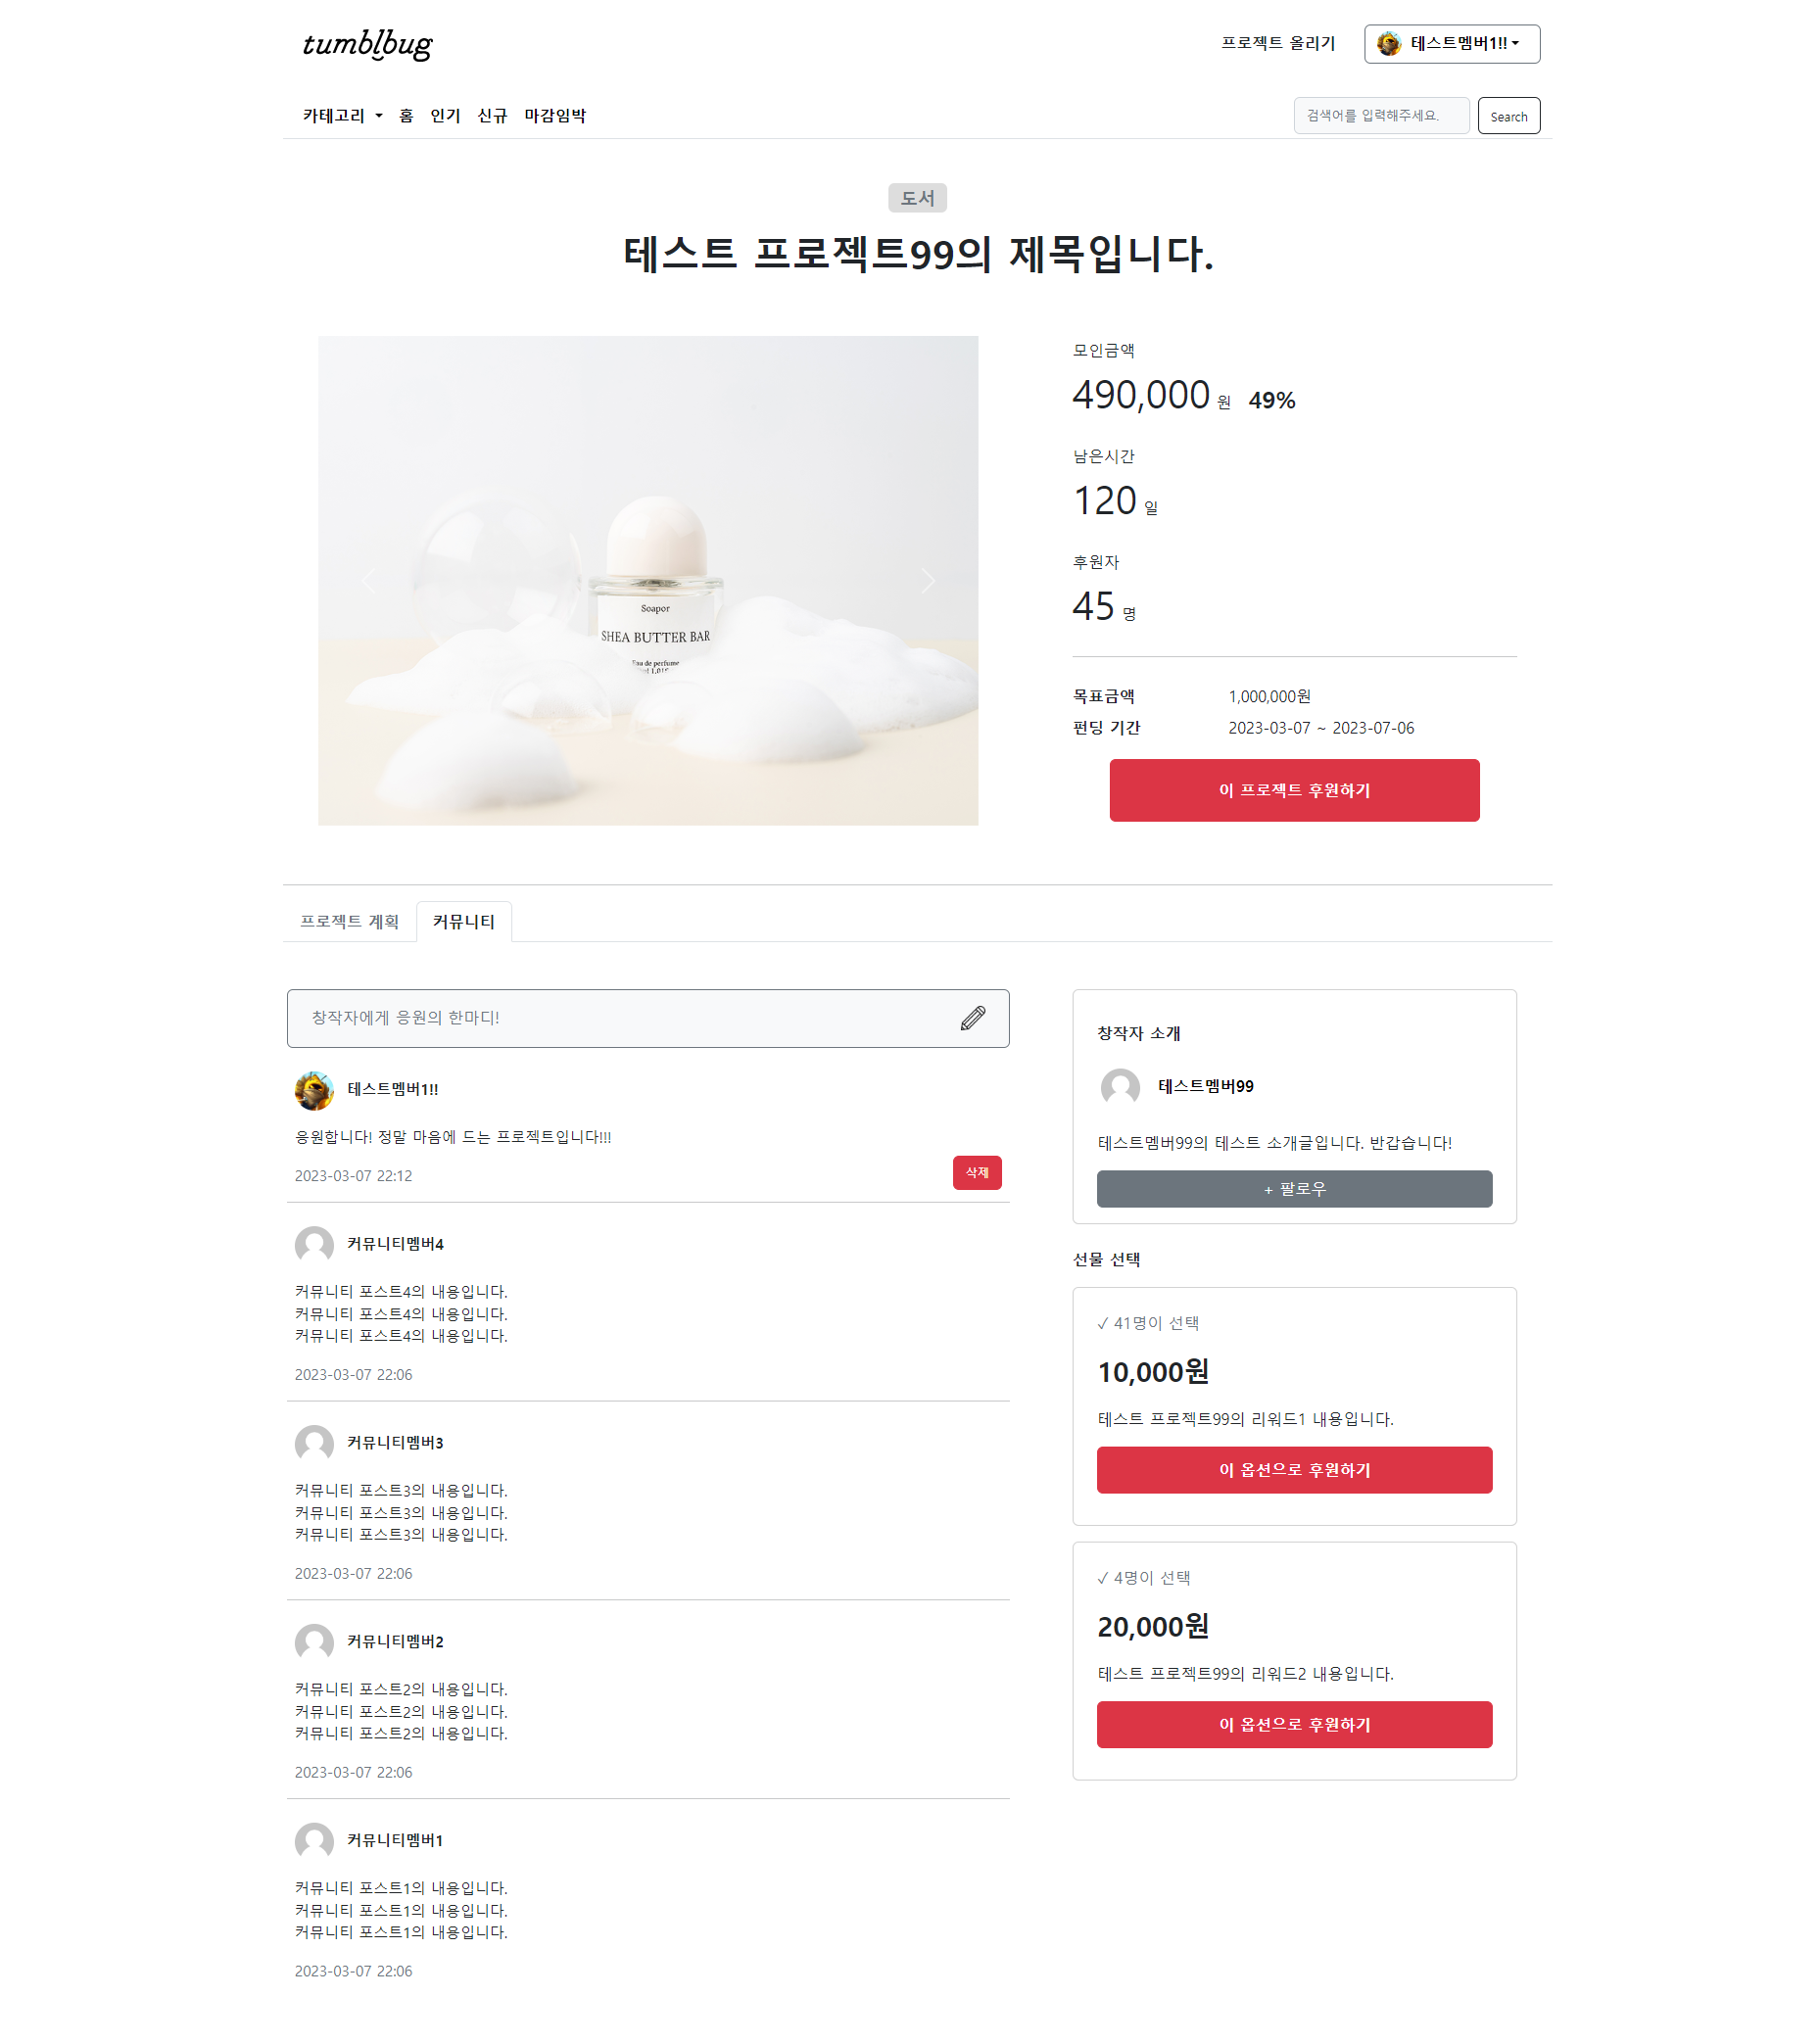 tumblbug
프로젝트 올리기
테스트멤버1!!
카테고리 홈 인기 신규 마감임박
검색어를 입력해주세요.
Search
도서
테스트 프로젝트99의 제목입니다.
Soapor
SHEA BUTTER BAR
Eau de perfume
모인금액
490,000 원 49%
남은시간
120 일
후원자
45 명
목표금액 1,000,000원
펀딩 기간 2023-03-07 ~ 2023-07-06
이 프로젝트 후원하기
프로젝트 계획
커뮤니티
창작자에게 응원의 한마디!
테스트멤버1!!
응원합니다! 정말 마음에 드는 프로젝트입니다!!!
2023-03-07 22:12
삭제
커뮤니티멤버4
커뮤니티 포스트4의 내용입니다.
커뮤니티 포스트4의 내용입니다.
커뮤니티 포스트4의 내용입니다.
2023-03-07 22:06
커뮤니티멤버3
커뮤니티 포스트3의 내용입니다.
커뮤니티 포스트3의 내용입니다.
커뮤니티 포스트3의 내용입니다.
2023-03-07 22:06
커뮤니티멤버2
커뮤니티 포스트2의 내용입니다.
커뮤니티 포스트2의 내용입니다.
커뮤니티 포스트2의 내용입니다.
2023-03-07 22:06
커뮤니티멤버1
커뮤니티 포스트1의 내용입니다.
커뮤니티 포스트1의 내용입니다.
커뮤니티 포스트1의 내용입니다.
2023-03-07 22:06
창작자 소개
테스트멤버99
테스트멤버99의 테스트 소개글입니다. 반갑습니다!
+ 팔로우
선물 선택
✓ 41명이 선택
10,000원
테스트 프로젝트99의 리워드1 내용입니다.
이 옵션으로 후원하기
✓ 4명이 선택
20,000원
테스트 프로젝트99의 리워드2 내용입니다.
이 옵션으로 후원하기